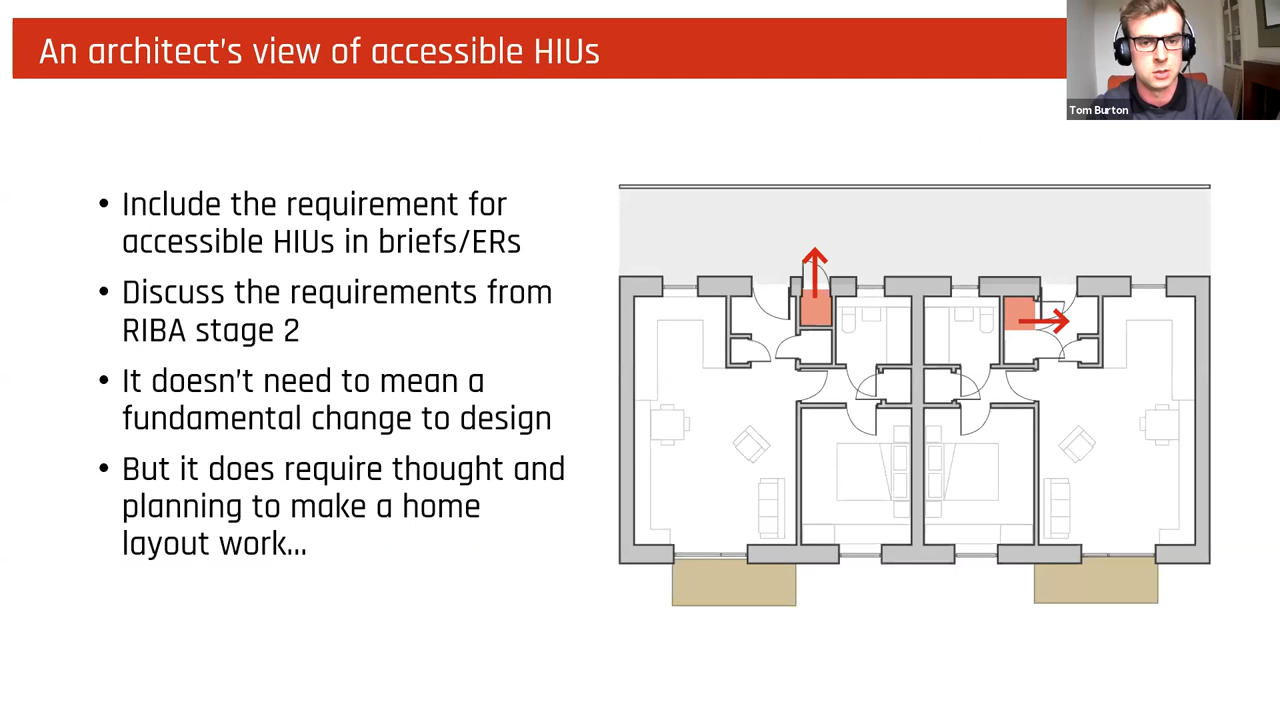 An architect's view of accessible HIUs
Tom Burton
• Include the requirement for
accessible HIUs in briefs/ERs
• Discuss the requirements from
RIBA stage 2
• It doesn't need to mean a
fundamental change to design
• But it does require thought and
planning to make a home
layout work...